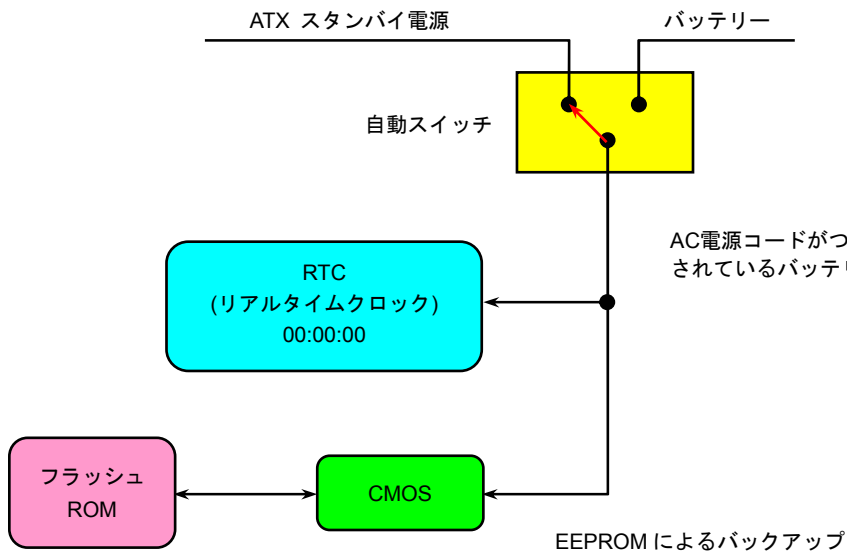 ATX スタンバイ電源
バッテリー
自動スイッチ
AC電源コードがつ
されているバッテリ
RTC
(リアルタイムクロック)
00:00:00
フラッシュ
ROM
CMOS
EEPROM によるバックアップ